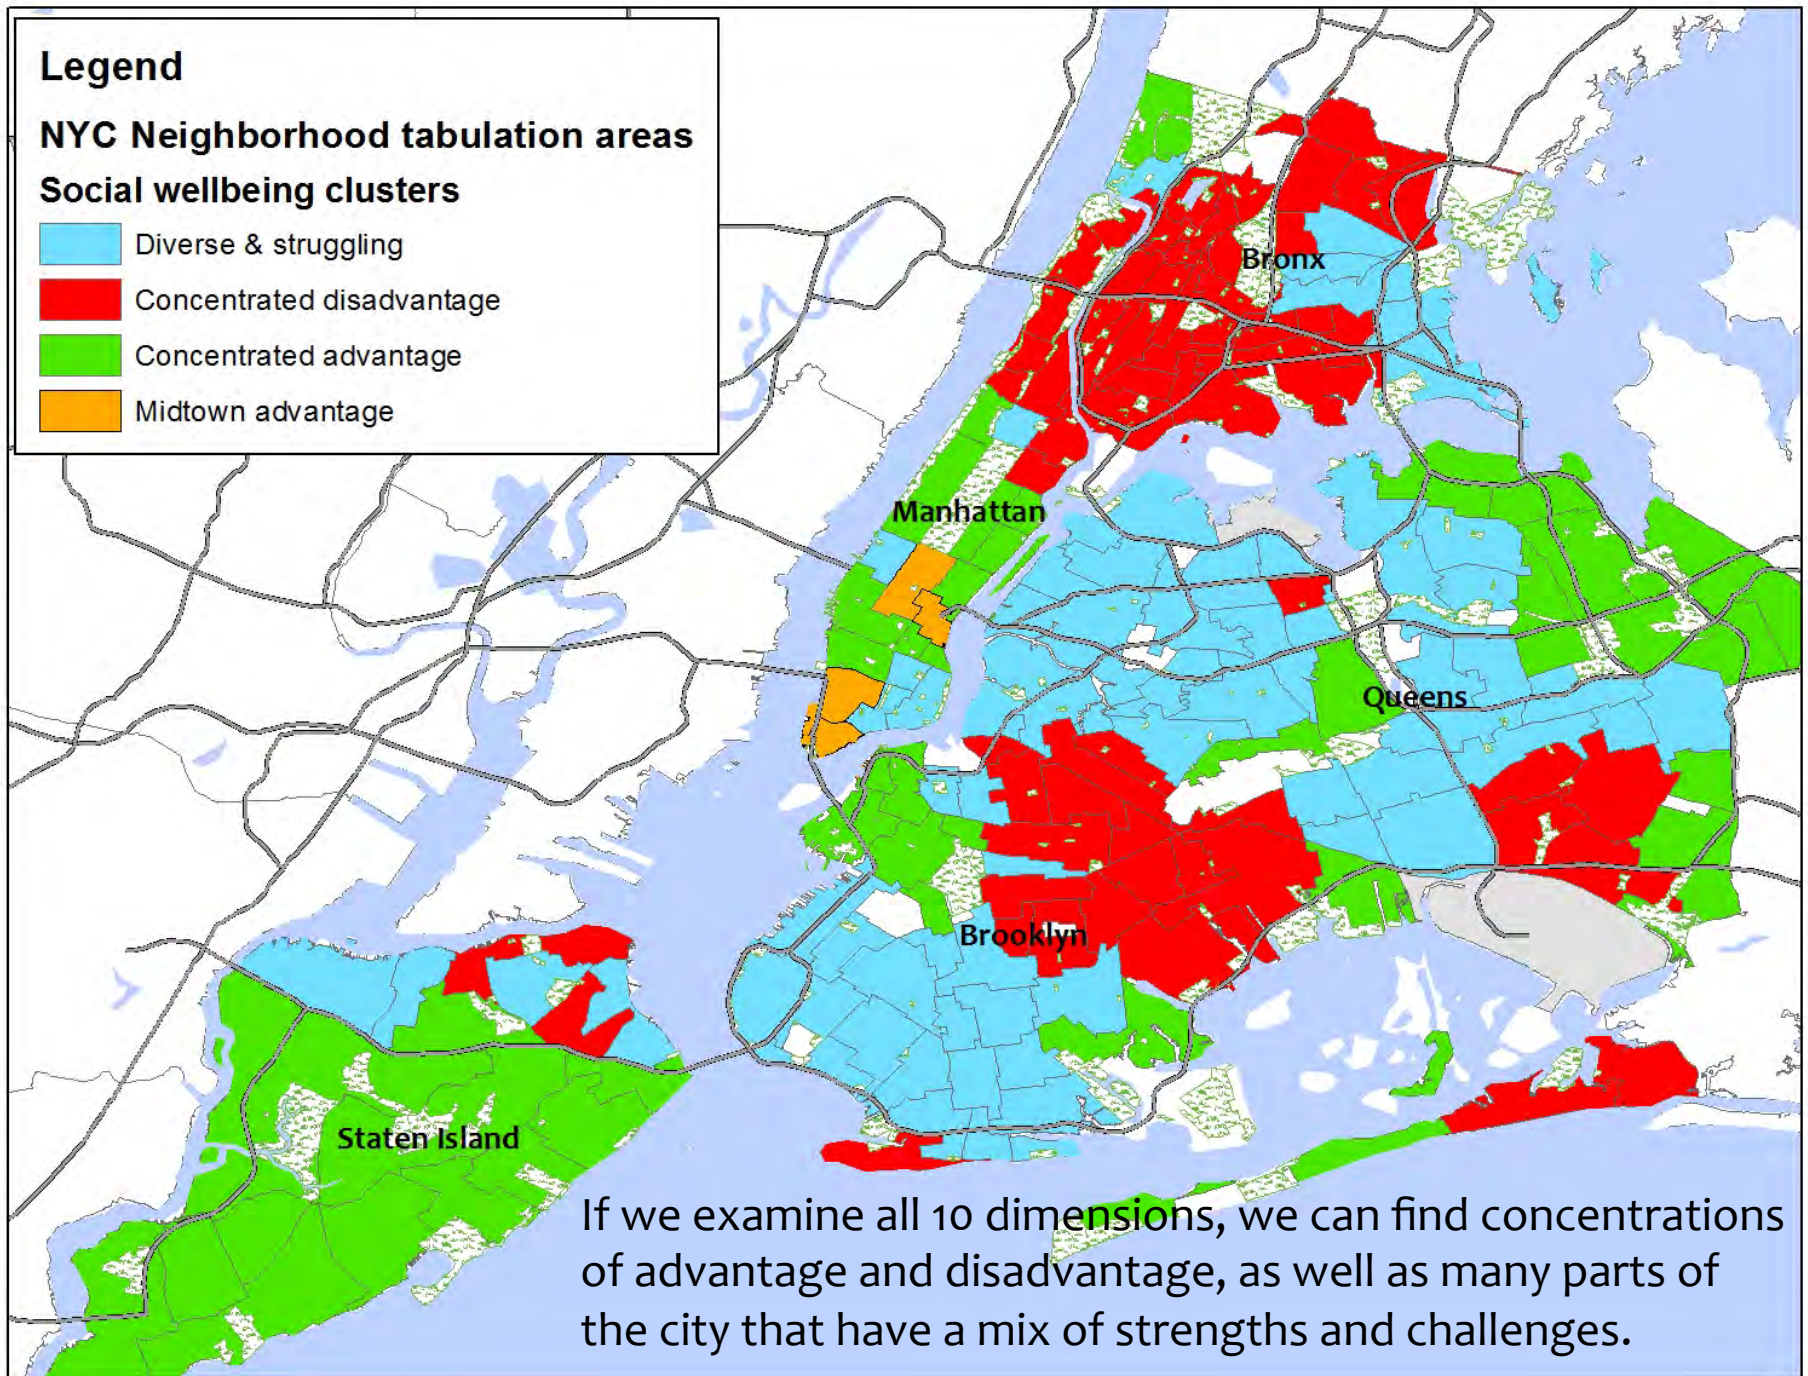 Legend
NYC Neighborhood tabulation areas
Social wellbeing clusters
Diverse & struggling
Concentrated disadvantage
Concentrated advantage
Midtown advantage
Bronx
Manhattan
Queens
Brooklyn
Staten Island
If we examine all 10 dimensions, we can find concentrations
of advantage and disadvantage, as well as many parts of
the city that have a mix of strengths and challenges.